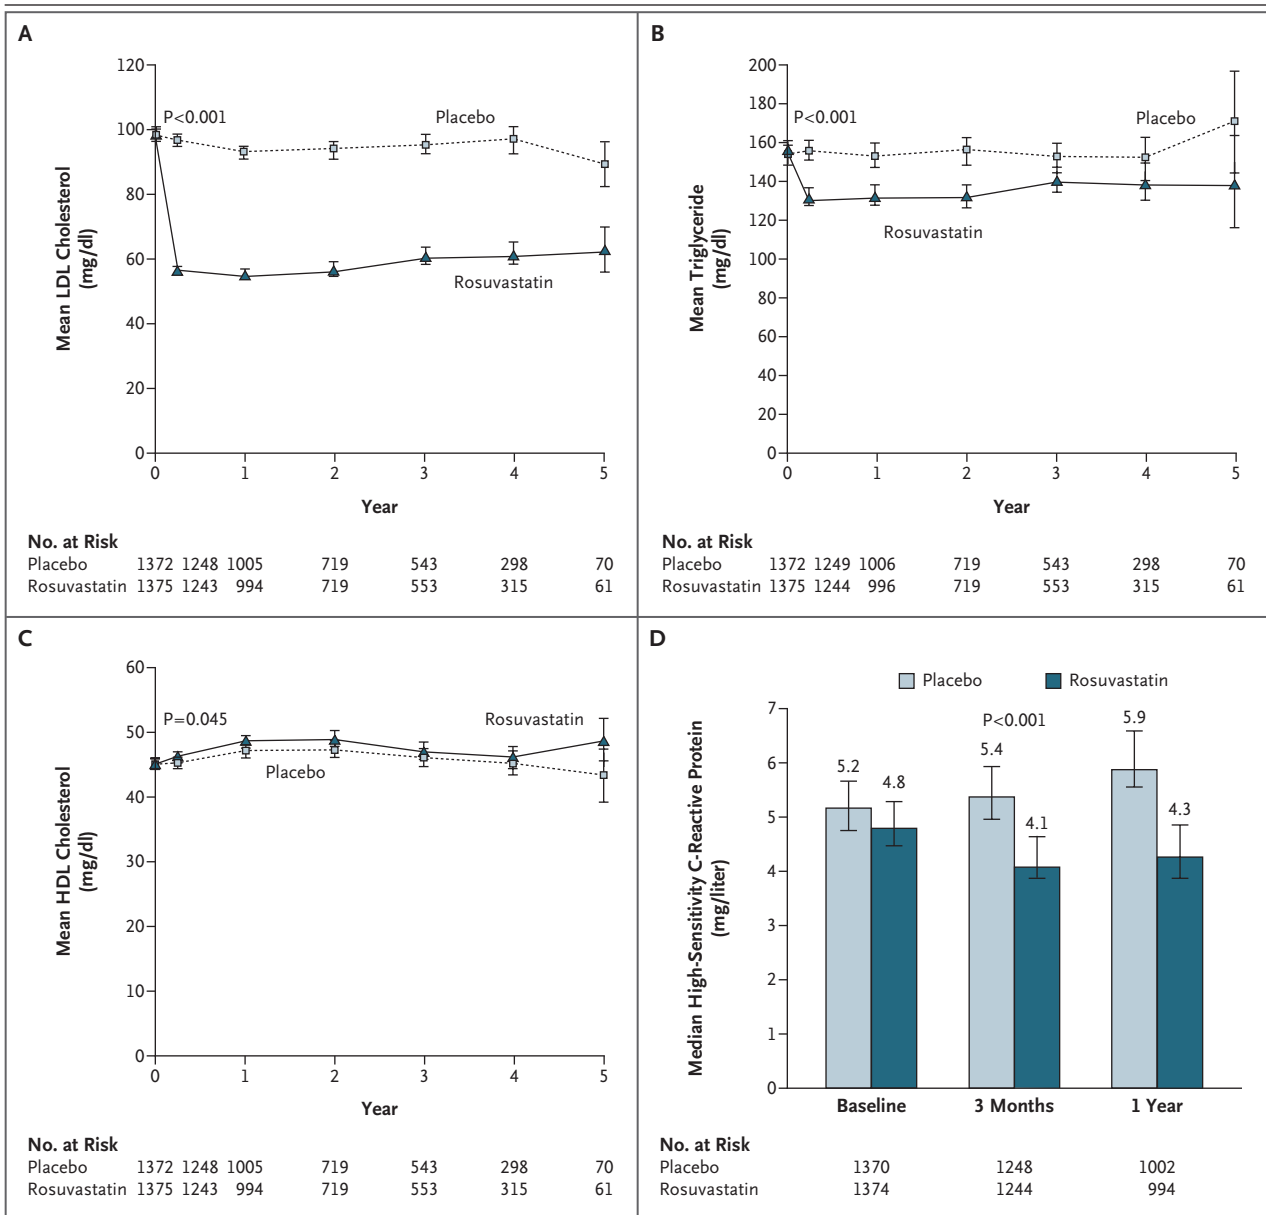 A
120
100
80
60
40
20
0
Mean LDL Cholesterol
(mg/dl)
P<0.001
Placebo
Rosuvastatin
0 1 2 3 4 5
Year
No. at Risk
Placebo 1372 1248 1005 719 543 298 70
Rosuvastatin 1375 1243 994 719 553 315 61
B
200
180
160
140
120
100
80
60
40
20
0
Mean Triglyceride
(mg/dl)
P<0.001
Placebo
Rosuvastatin
0 1 2 3 4 5
Year
No. at Risk
Placebo 1372 1249 1006 719 543 298 70
Rosuvastatin 1375 1244 996 719 553 315 61
C
60
50
40
30
20
10
0
Mean HDL Cholesterol
(mg/dl)
P=0.045
Rosuvastatin
Placebo
0 1 2 3 4 5
Year
No. at Risk
Placebo 1372 1248 1005 719 543 298 70
Rosuvastatin 1375 1243 994 719 553 315 61
D
Placebo Rosuvastatin
7
6
5
4
3
2
1
0
Median High-Sensitivity C-Reactive Protein
(mg/liter)
P<0.001
5.2 4.8 5.4 4.1 5.9 4.3
Baseline 3 Months 1 Year
No. at Risk
Placebo 1370 1248 1002
Rosuvastatin 1374 1244 994